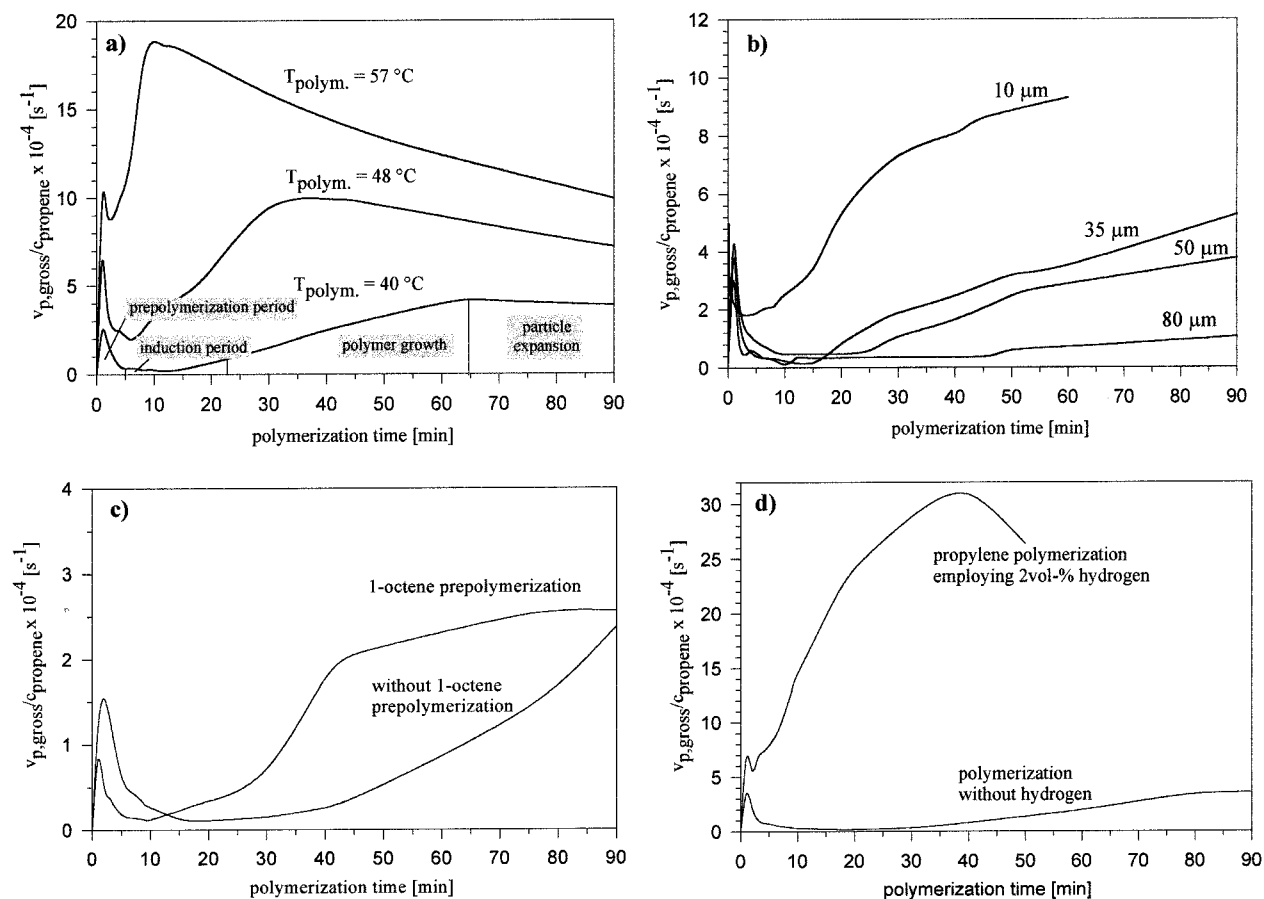 a)
v_p,gross/c_propene x 10^-4 [s^-1]
20
15
10
5
0
T_polym. = 57 °C
T_polym. = 48 °C
T_polym. = 40 °C
prepolymerization period
induction period
polymer growth
particle
expansion
0 10 20 30 40 50 60 70 80 90
polymerization time [min]
b)
v_p,gross/c_propene x 10^-4 [s^-1]
12
10
8
6
4
2
0
10 µm
35 µm
50 µm
80 µm
0 10 20 30 40 50 60 70 80 90
polymerization time [min]
c)
v_p,gross/c_propene x 10^-4 [s^-1]
4
3
2
1
0
1-octene prepolymerization
without 1-octene
prepolymerization
0 10 20 30 40 50 60 70 80 90
polymerization time [min]
d)
v_p,gross/c_propene x 10^-4 [s^-1]
30
25
20
15
10
5
0
propylene polymerization
employing 2vol-% hydrogen
polymerization
without hydrogen
0 10 20 30 40 50 60 70 80 90
polymerization time [min]